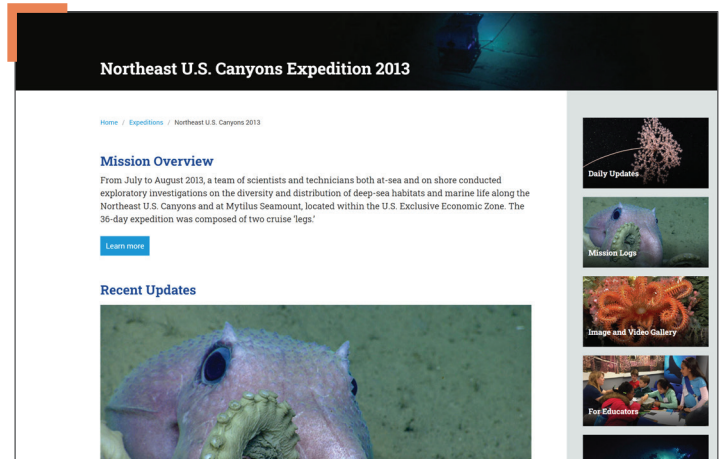 Northeast U.S. Canyons Expedition 2013
Home / Expeditions / Northeast U.S. Canyons 2013
Mission Overview
From July to August 2013, a team of scientists and technicians both at-sea and on shore conducted
exploratory investigations on the diversity and distribution of deep-sea habitats and marine life along the
Northeast U.S. Canyons and at Mytilus Seamount, located within the U.S. Exclusive Economic Zone. The
36-day expedition was composed of two cruise 'legs.'
Learn more
Recent Updates
Daily Updates
Mission Logs
Image and Video Gallery
For Educators